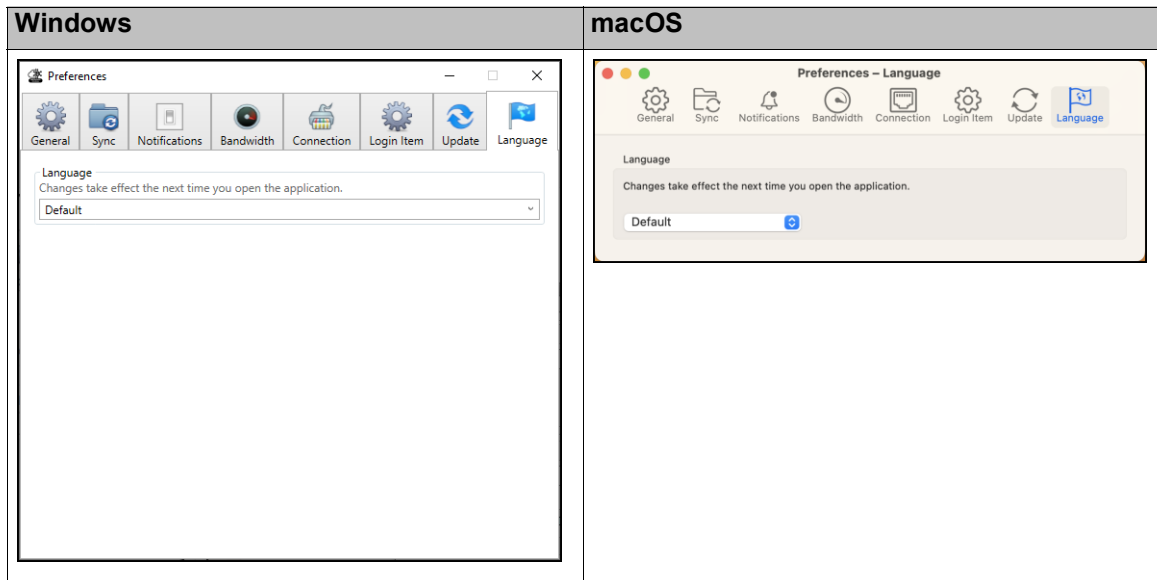 Windows
macOS
Preferences
General Sync Notifications Bandwidth Connection Login Item Update Language
Language
Changes take effect the next time you open the application.
Default
Preferences – Language
General Sync Notifications Bandwidth Connection Login Item Update Language
Language
Changes take effect the next time you open the application.
Default